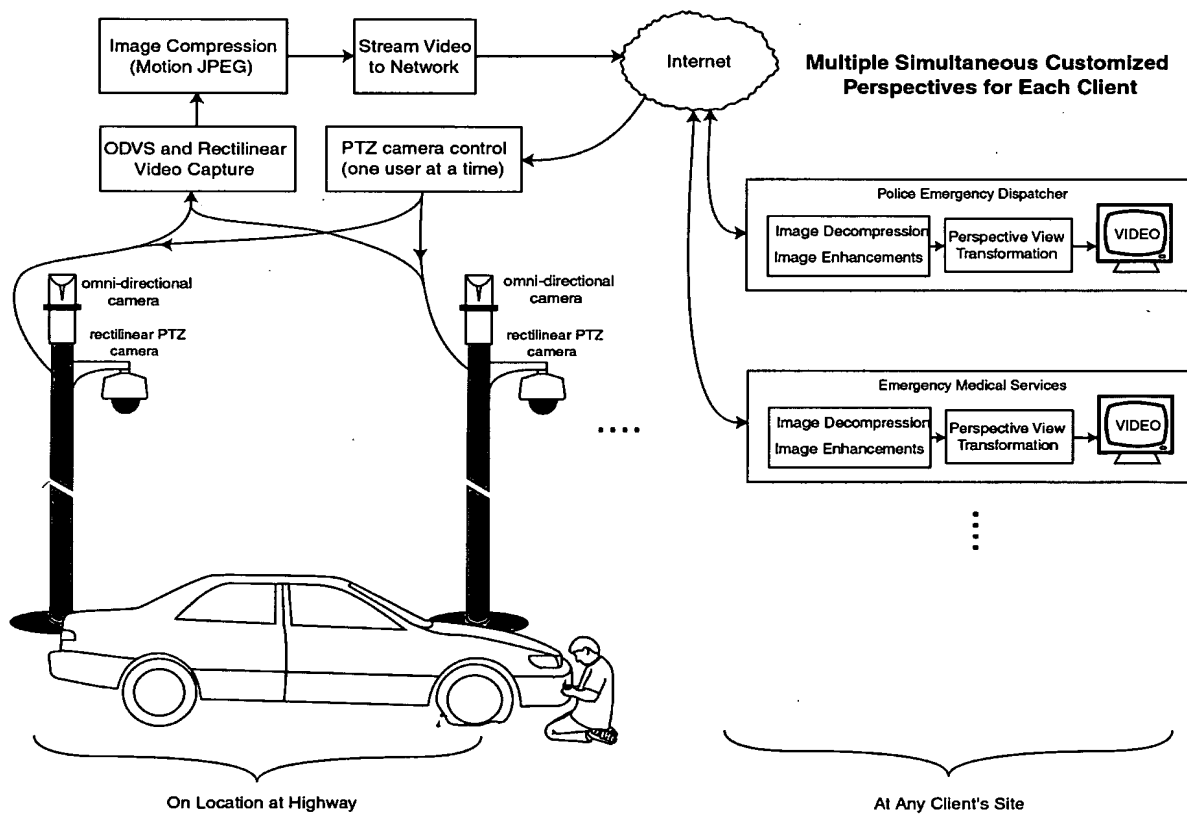 Image Compression
(Motion JPEG)
Stream Video
to Network
Internet
Multiple Simultaneous Customized
Perspectives for Each Client
ODVS and Rectilinear
Video Capture
PTZ camera control
(one user at a time)
Police Emergency Dispatcher
Image Decompression
Image Enhancements
Perspective View
Transformation
VIDEO
omni-directional
camera
rectilinear PTZ
camera
omni-directional
camera
rectilinear PTZ
camera
Emergency Medical Services
Image Decompression
Image Enhancements
Perspective View
Transformation
VIDEO
On Location at Highway
At Any Client's Site